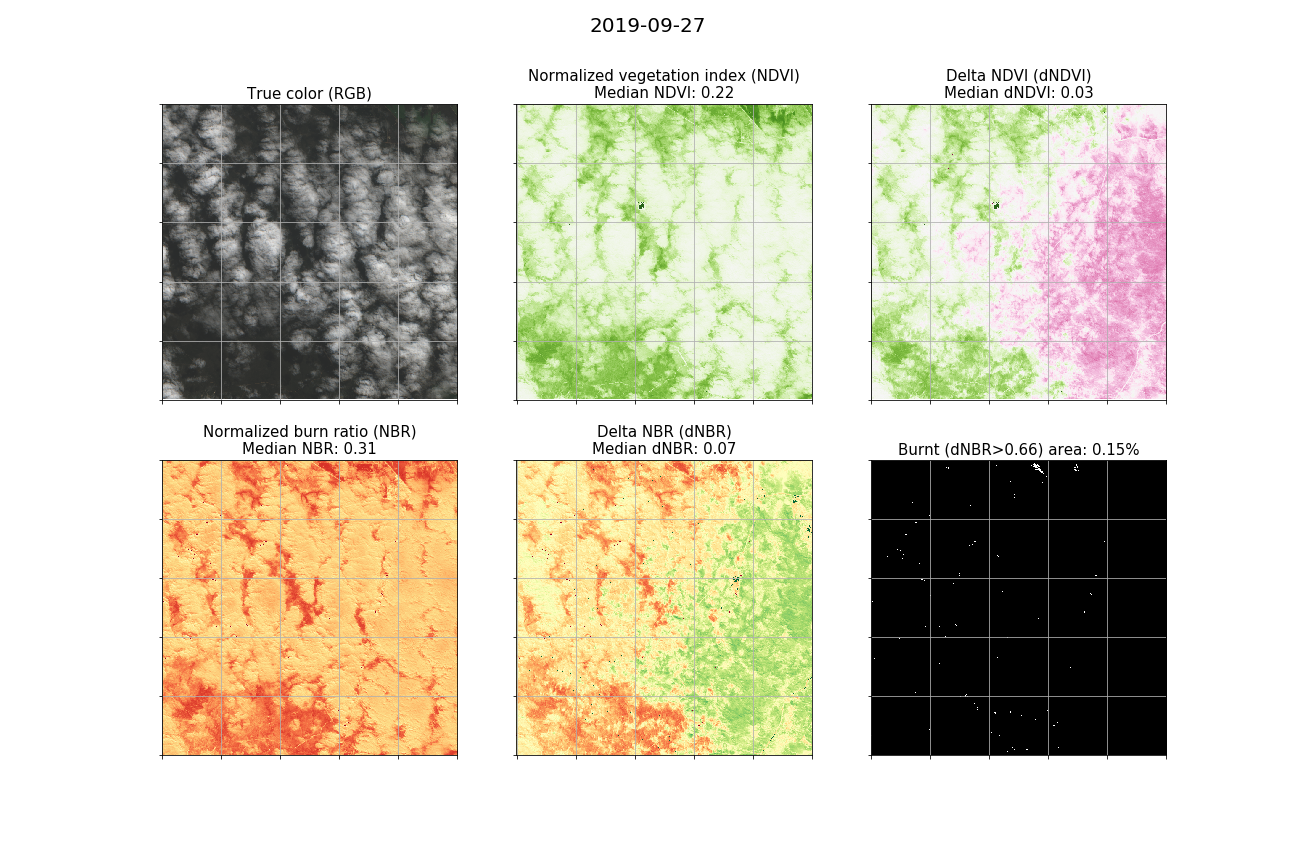 2019-09-27
True color (RGB)
Normalized vegetation index (NDVI)
Median NDVI: 0.22
Delta NDVI (dNDVI)
Median dNDVI: 0.03
Normalized burn ratio (NBR)
Median NBR: 0.31
Delta NBR (dNBR)
Median dNBR: 0.07
Burnt (dNBR>0.66) area: 0.15%